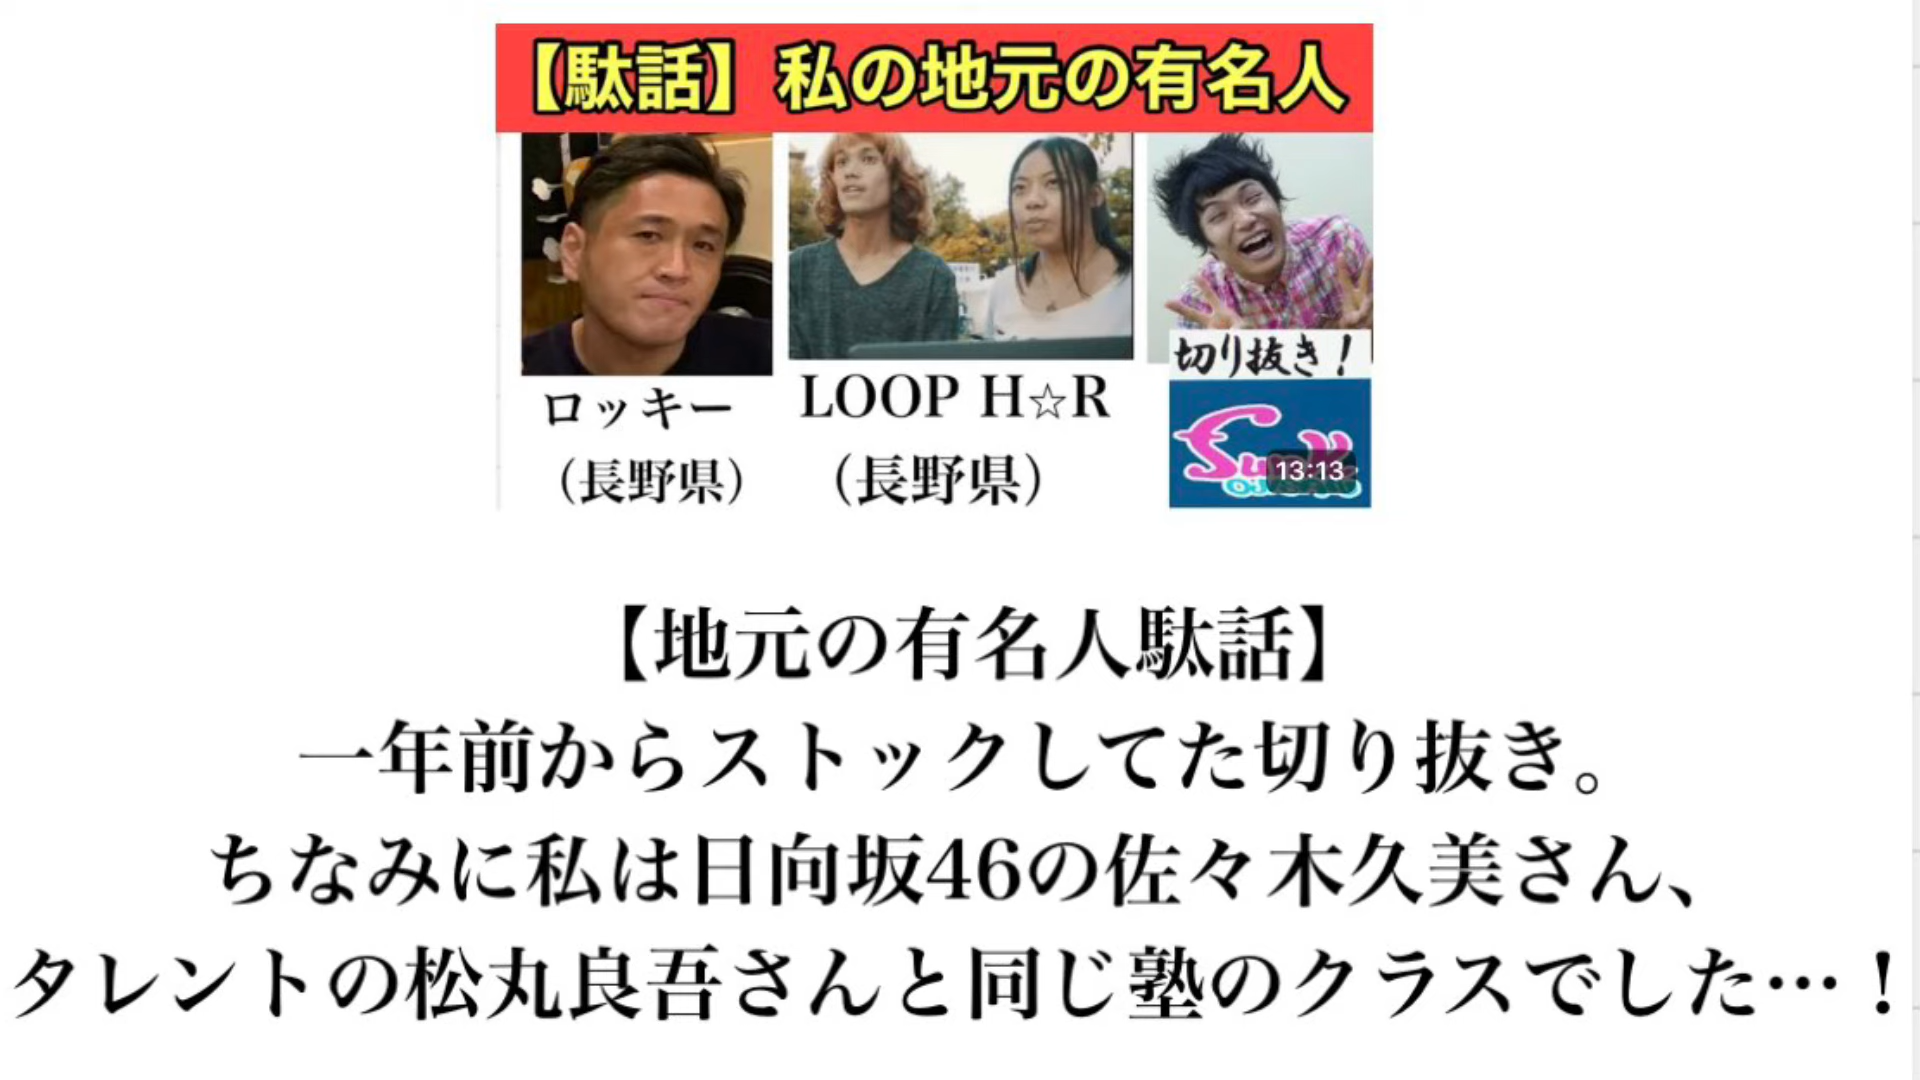 【駄話】私の地元の有名人
ロッキー
（長野県）
LOOP H☆R
（長野県）
切り抜き！
13:13
【地元の有名人駄話】
一年前からストックしてた切り抜き。
ちなみに私は日向坂46の佐々木久美さん、
タレントの松丸良吾さんと同じ塾のクラスでした…！